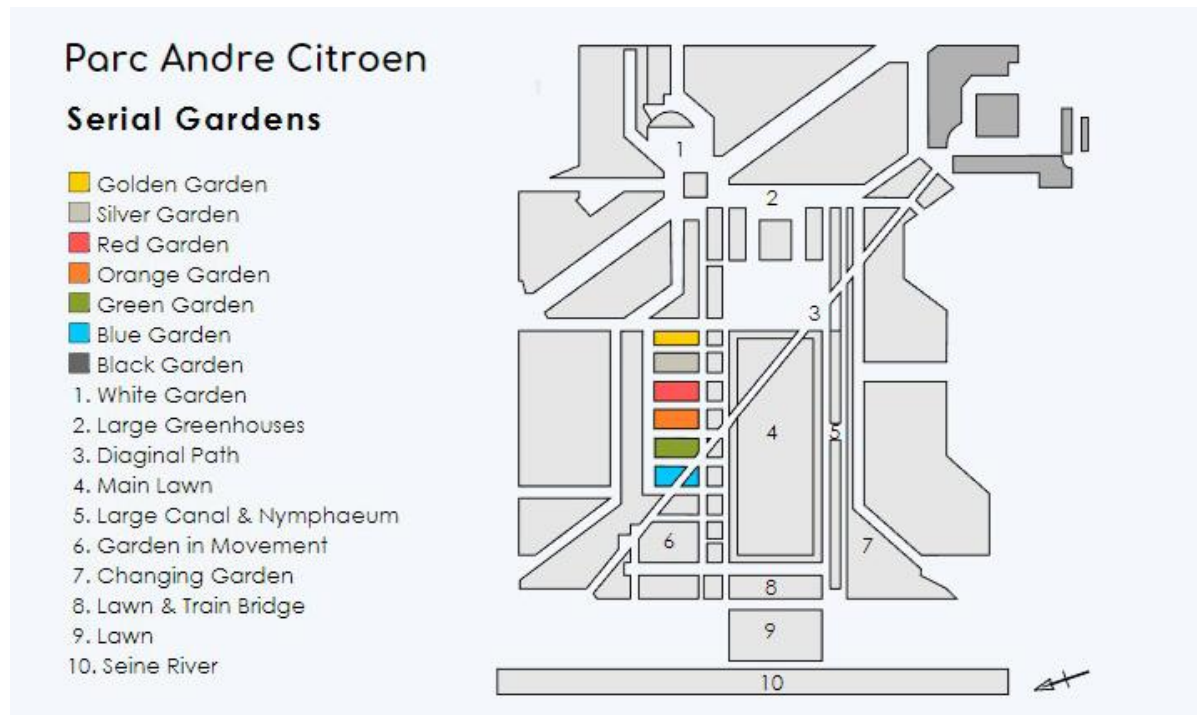 Parc Andre Citroen
Serial Gardens
Golden Garden
Silver Garden
Red Garden
Orange Garden
Green Garden
Blue Garden
Black Garden
1. White Garden
2. Large Greenhouses
3. Diaginal Path
4. Main Lawn
5. Large Canal & Nymphaeum
6. Garden in Movement
7. Changing Garden
8. Lawn & Train Bridge
9. Lawn
10. Seine River
1
2
3
4
5
6
7
8
9
10